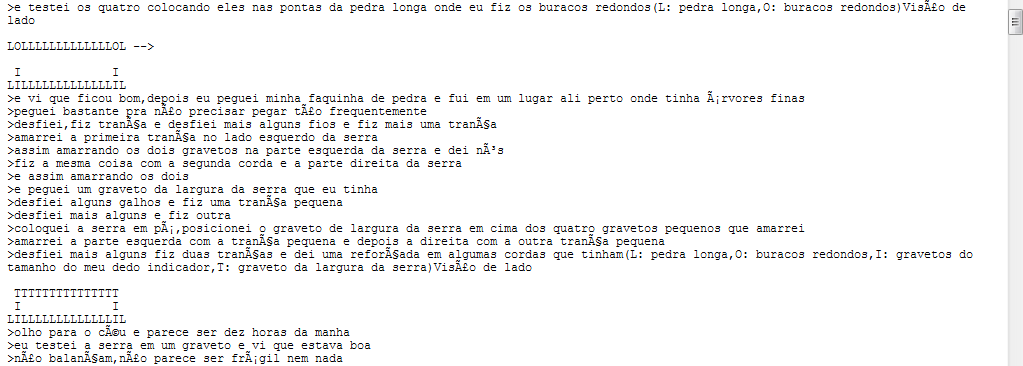 >e testei os quatro colocando eles nas pontas da pedra longa onde eu fiz os buracos redondos(L: pedra longa,O: buracos redondos)VisÃ£o de
lado
LOLLLLLLLLLLLLLOL -->
I I
LILLLLLLLLLLLLLIL
>e vi que ficou bom,depois eu peguei minha faquinha de pedra e fui em um lugar ali perto onde tinha Ã¡rvores finas
>peguei bastante pra nÃ£o precisar pegar tÃ£o frequentemente
>desfiei,fiz tranÃ§a e desfiei mais alguns fios e fiz mais uma tranÃ§a
>amarrei a primeira tranÃ§a no lado esquerdo da serra
>assim amarrando os dois gravetos na parte esquerda da serra e dei nÃ³s
>fiz a mesma coisa com a segunda corda e a parte direita da serra
>e assim amarrando os dois
>e peguei um graveto da largura da serra que eu tinha
>desfiei alguns galhos e fiz uma tranÃ§a pequena
>desfiei mais alguns e fiz outra
>coloquei a serra em pÃ¡,posicionei o graveto de largura da serra em cima dos quatro gravetos pequenos que amarrei
>amarrei a parte esquerda com a tranÃ§a pequena e depois a direita com a outra tranÃ§a pequena
>desfiei mais alguns fiz duas tranÃ§as e dei uma reforÃ§ada em algumas cordas que tinham(L: pedra longa,O: buracos redondos,I: gravetos do
tamanho do meu dedo indicador,T: graveto da largura da serra)VisÃ£o de lado
TTTTTTTTTTTTTTT
I I
LILLLLLLLLLLLLLIL
>olho para o cÃ©u e parece ser dez horas da manha
>eu testei a serra em um graveto e vi que estava boa
>nÃ£o balanÃ§am,nÃ£o parece ser frÃ¡gil nem nada